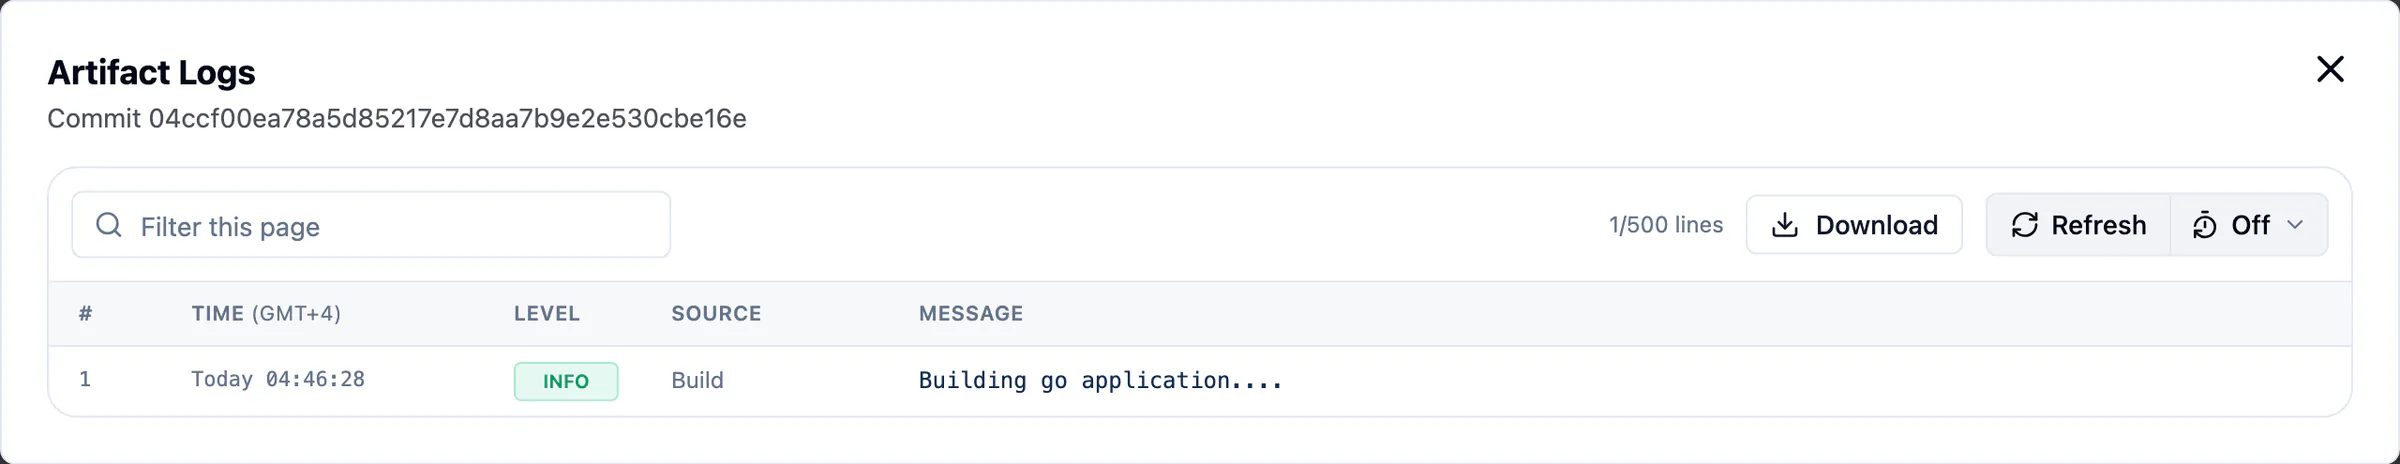 Artifact Logs
Commit 04ccf00ea78a5d85217e7d8aa7b9e2e530cbe16e
Filter this page
1/500 lines
Download
Refresh
Off
# TIME (GMT+4) LEVEL SOURCE MESSAGE
1 Today 04:46:28 INFO Build Building go application....